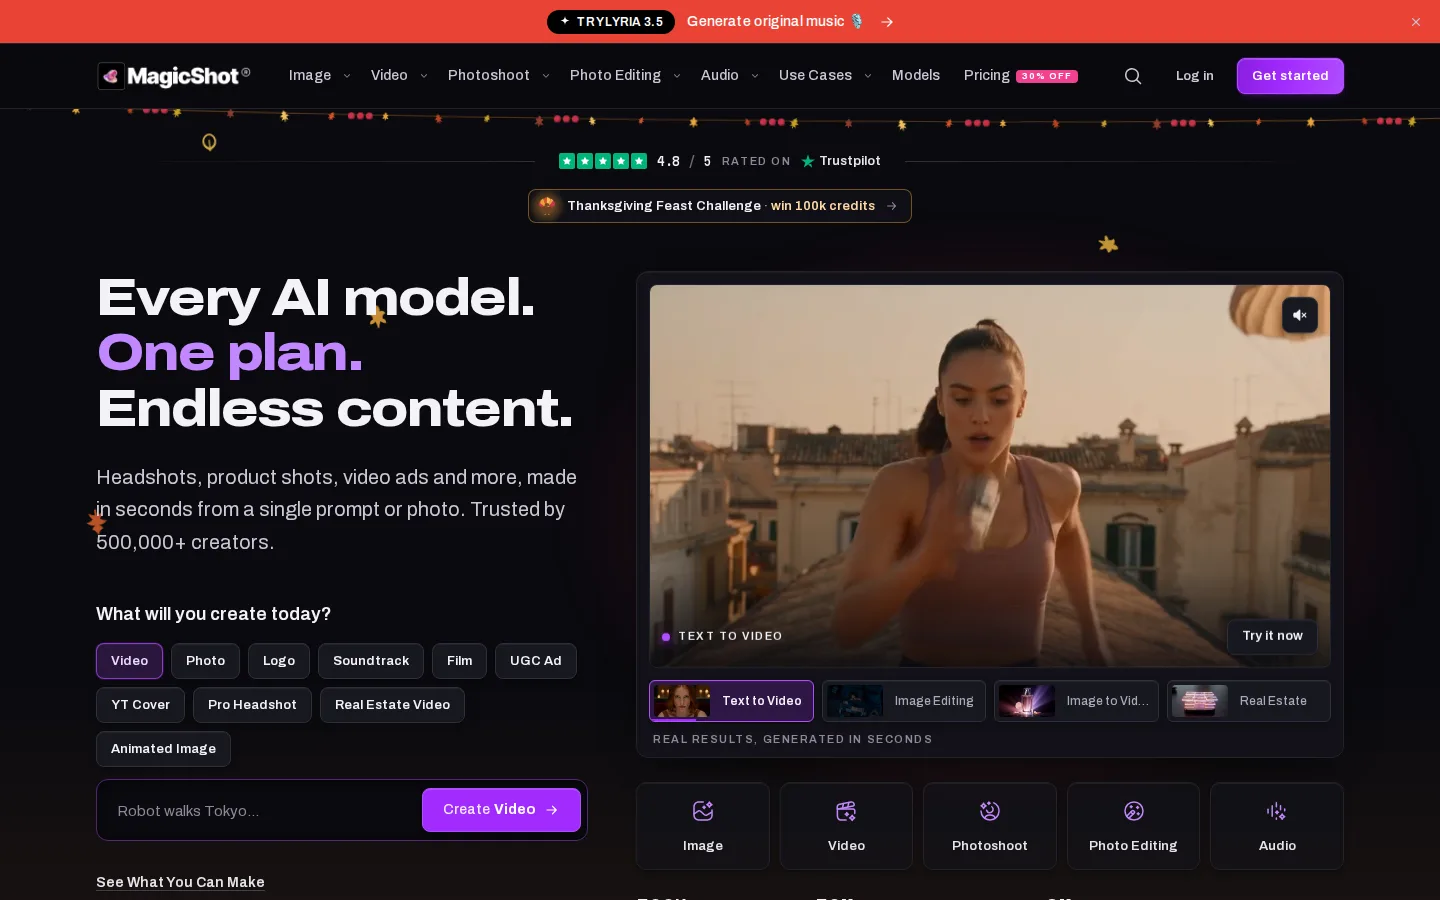 TRY LYRIA 3.5 Generate original music
MagicShot®
Image
Video
Photoshoot
Photo Editing
Audio
Use Cases
Models
Pricing 30% OFF
Log in
Get started
4.8 / 5 RATED ON Trustpilot
Thanksgiving Feast Challenge · win 100k credits →
Every AI model.
One plan.
Endless content.
Headshots, product shots, video ads and more, made
in seconds from a single prompt or photo. Trusted by
500,000+ creators.
What will you create today?
Video
Photo
Logo
Soundtrack
Film
UGC Ad
YT Cover
Pro Headshot
Real Estate Video
Animated Image
Robot walks Tokyo...
Create Video →
See What You Can Make
TEXT TO VIDEO
Try it now
Text to Video
Image Editing
Image to Vid...
Real Estate
REAL RESULTS, GENERATED IN SECONDS
Image
Video
Photoshoot
Photo Editing
Audio